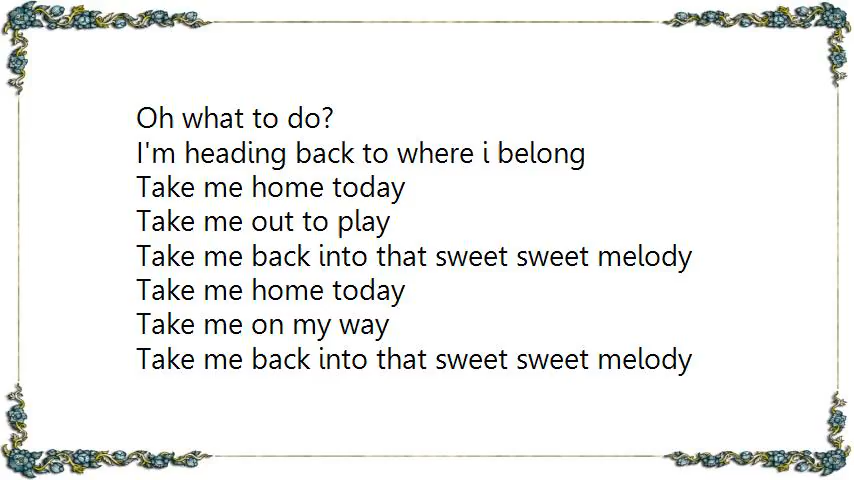 Oh what to do?
I'm heading back to where i belong
Take me home today
Take me out to play
Take me back into that sweet sweet melody
Take me home today
Take me on my way
Take me back into that sweet sweet melody